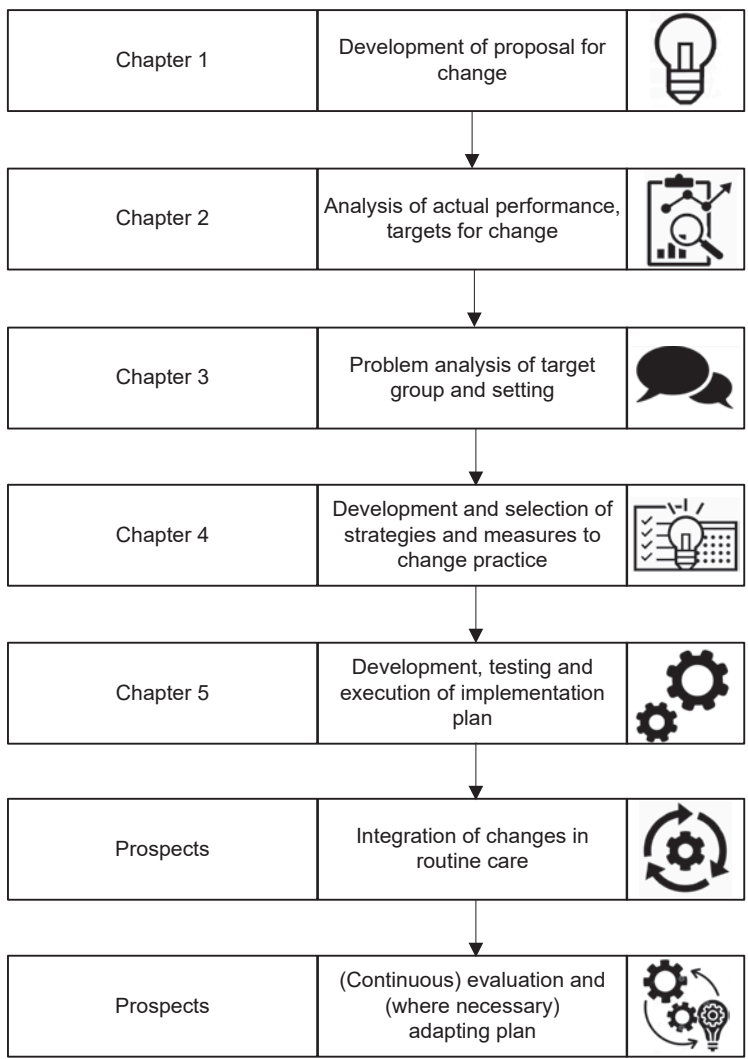 Chapter 1
Development of proposal for
change
Chapter 2
Analysis of actual performance,
targets for change
Chapter 3
Problem analysis of target
group and setting
Chapter 4
Development and selection of
strategies and measures to
change practice
Chapter 5
Development, testing and
execution of implementation
plan
Prospects
Integration of changes in
routine care
Prospects
(Continuous) evaluation and
(where necessary)
adapting plan